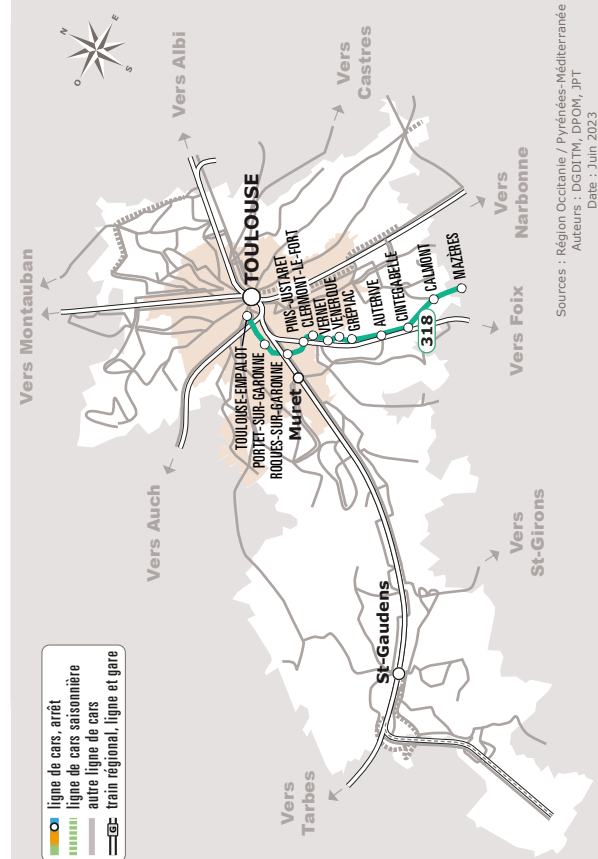 N
E
S
O
Vers Montauban
Vers Albi
Vers
Castres
Vers
Narbonne
Vers Foix
Vers Auch
Vers
St-Girons
Vers
Tarbes
TOULOUSE
TOULOUSE-EMPALOT
PORTET-SUR-GARONNE
ROQUES-SUR-GARONNE
PINS-JUSTARET
CLERMONT-LE-FORT
VERNET
VENERQUE
GRÉPIAC
AUTERIVE
CINTEGABELLE
CALMONT
MAZÈRES
318
Muret
St-Gaudens
ligne de cars, arrêt
ligne de cars saisonnière
autre ligne de cars
G
train régional, ligne et gare
Sources : Région Occitanie / Pyrénées-Méditerranée
Auteurs : DGDITM, DPOM, JPT
Date : Juin 2023